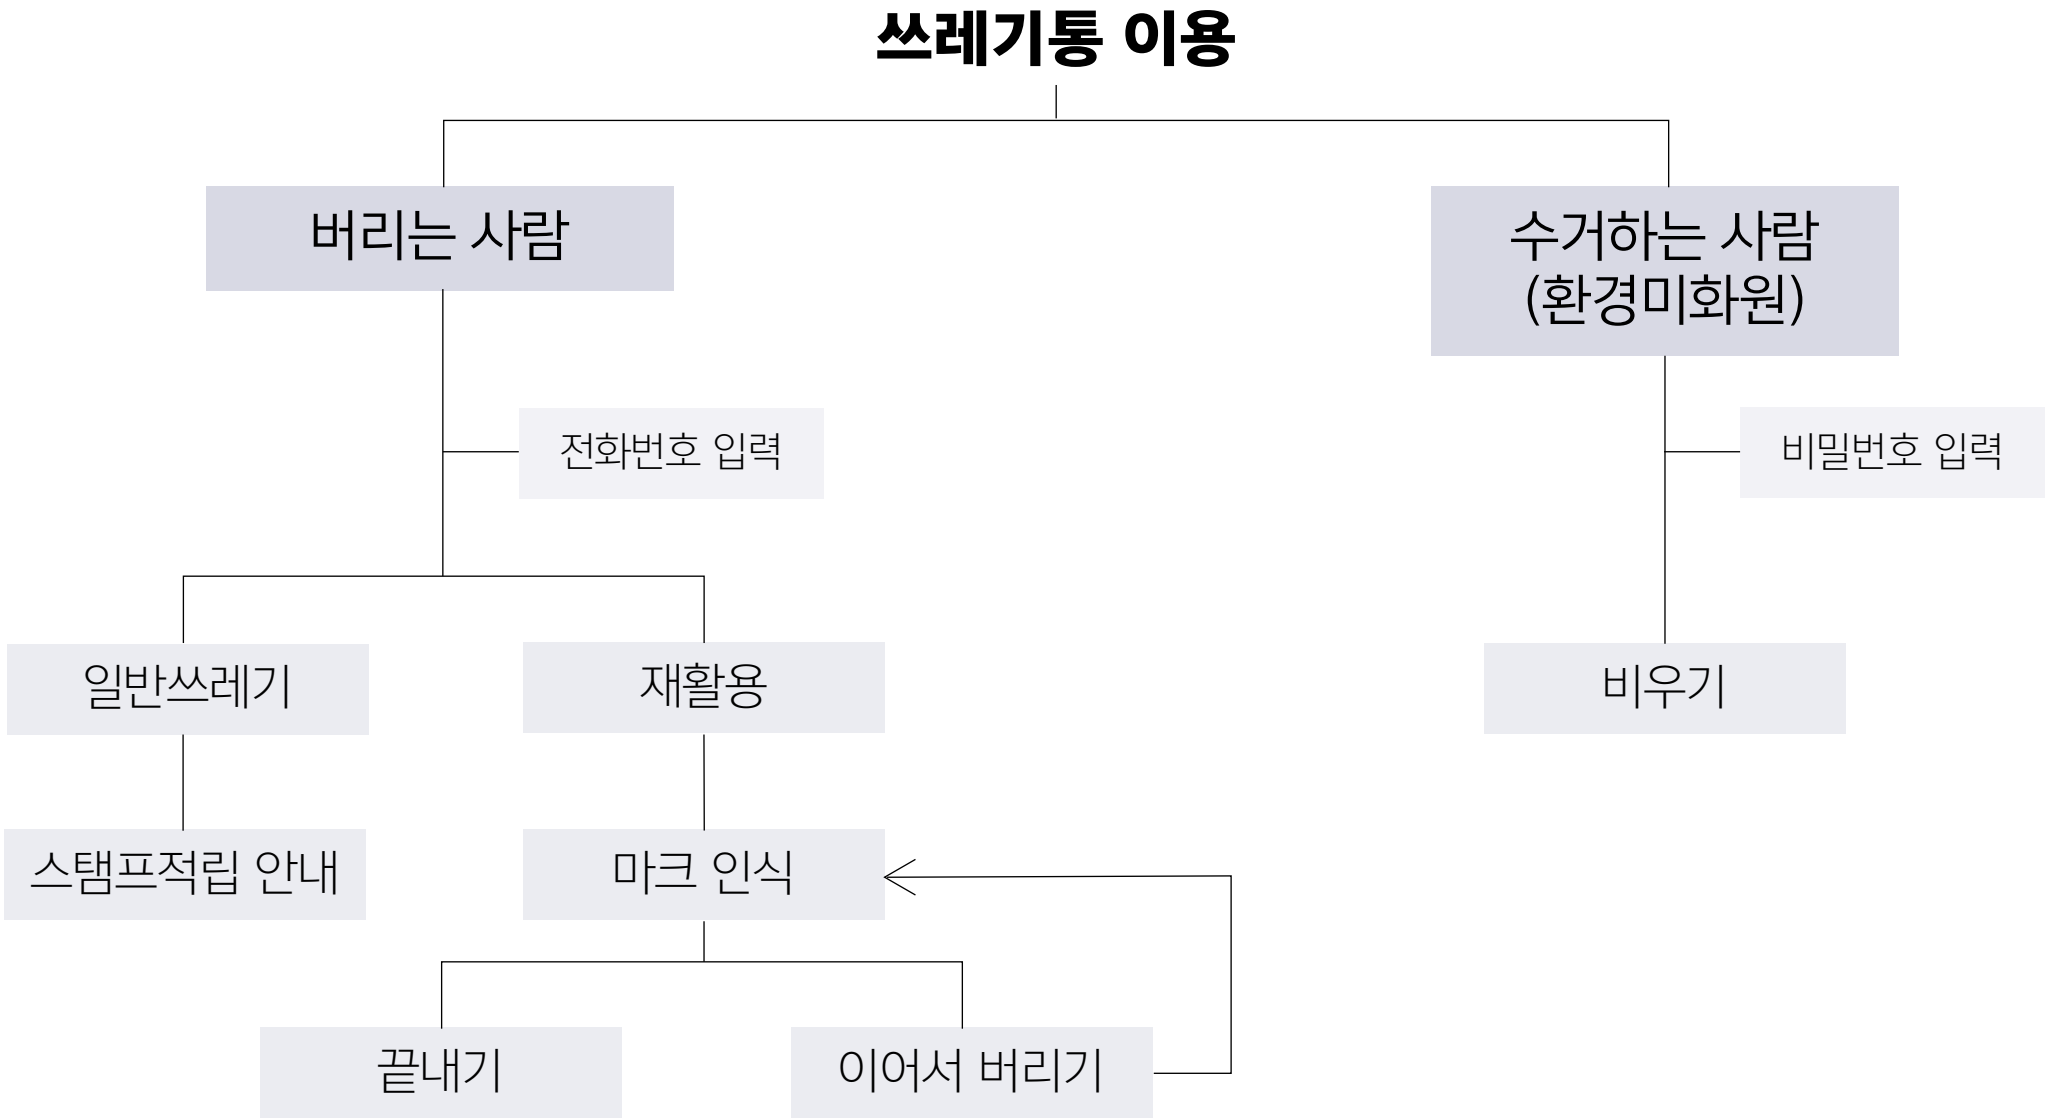 쓰레기통 이용
버리는 사람
수거하는 사람
(환경미화원)
전화번호 입력
비밀번호 입력
일반쓰레기
재활용
비우기
스탬프적립 안내
마크 인식
끝내기
이어서 버리기